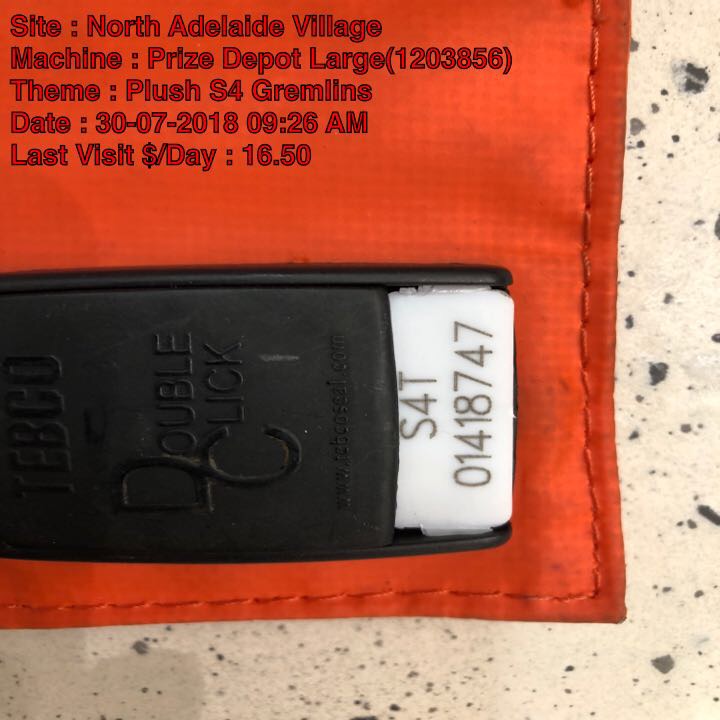 Site : North Adelaide Village
Machine : Prize Depot Large(1203856)
Theme : Plush S4 Gremlins
Date : 30-07-2018 09:26 AM
Last Visit $/Day : 16.50
TEBCO
DOUBLE
CLICK
www.tebcoseal.com
S4T
01418747